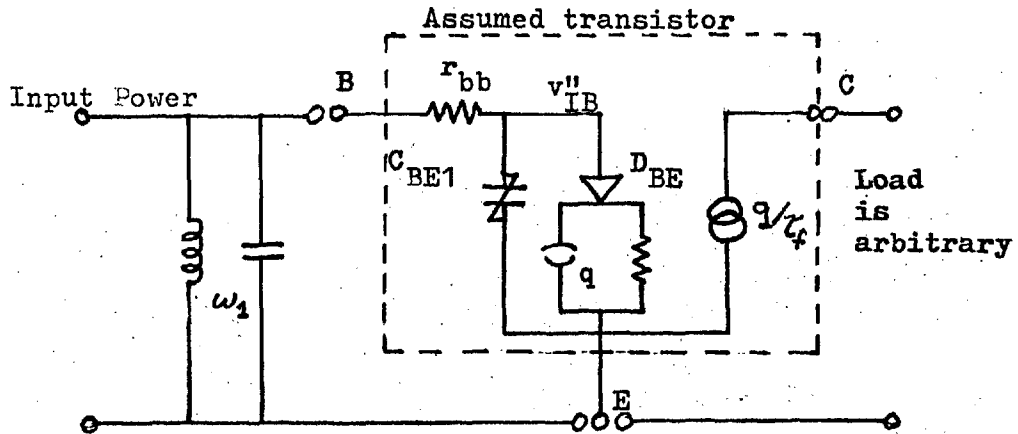 Assumed transistor
Input Power
B
r_bb
v"_IB
C
C_BE1
D_BE
Load
is
arbitrary
q/τ_f
q
ω_1
E